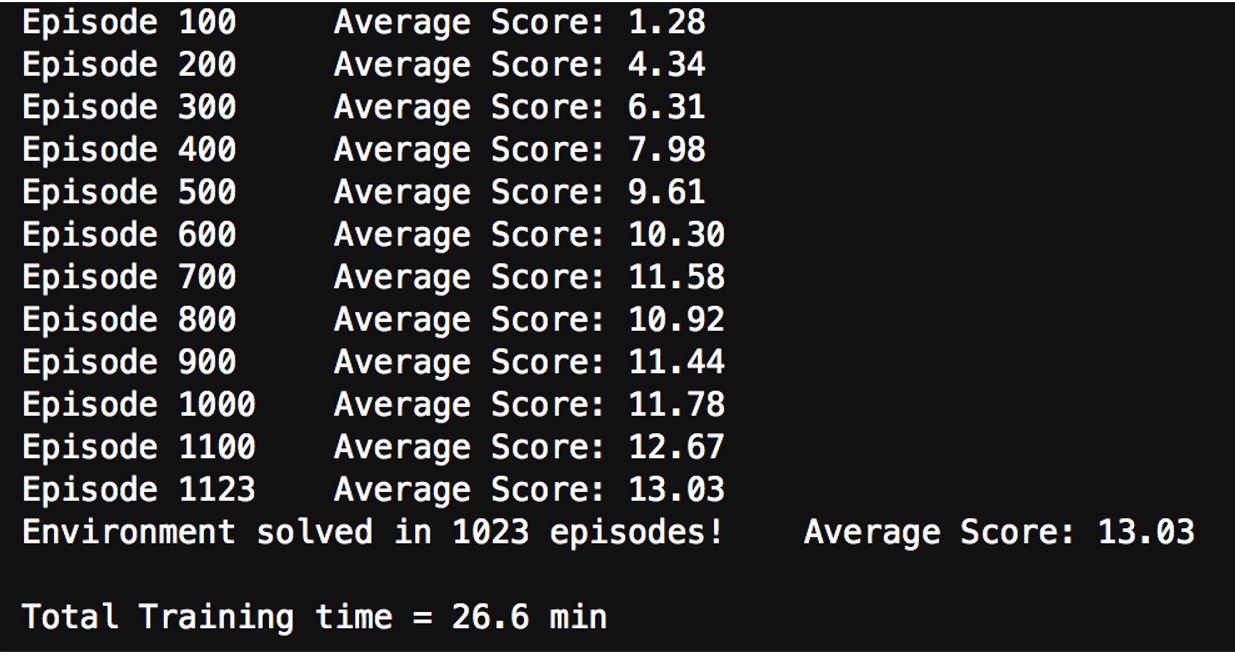 Episode 100 Average Score: 1.28
Episode 200 Average Score: 4.34
Episode 300 Average Score: 6.31
Episode 400 Average Score: 7.98
Episode 500 Average Score: 9.61
Episode 600 Average Score: 10.30
Episode 700 Average Score: 11.58
Episode 800 Average Score: 10.92
Episode 900 Average Score: 11.44
Episode 1000 Average Score: 11.78
Episode 1100 Average Score: 12.67
Episode 1123 Average Score: 13.03
Environment solved in 1023 episodes! Average Score: 13.03
Total Training time = 26.6 min